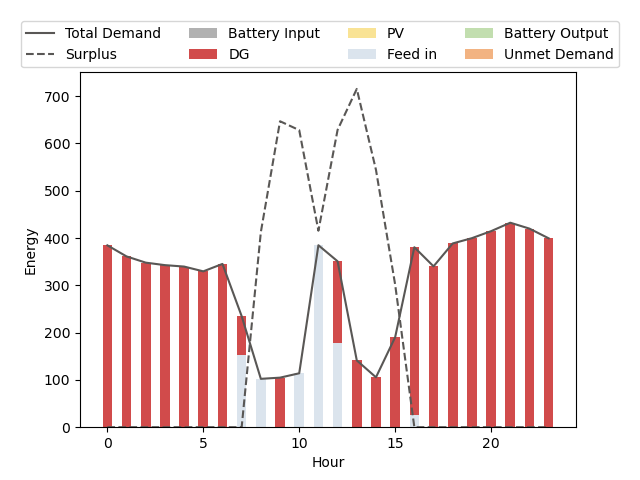 Total Demand Battery Input PV Battery Output
Surplus DG Feed in Unmet Demand
700
600
500
400
300
200
100
0
Energy
0 5 10 15 20
Hour